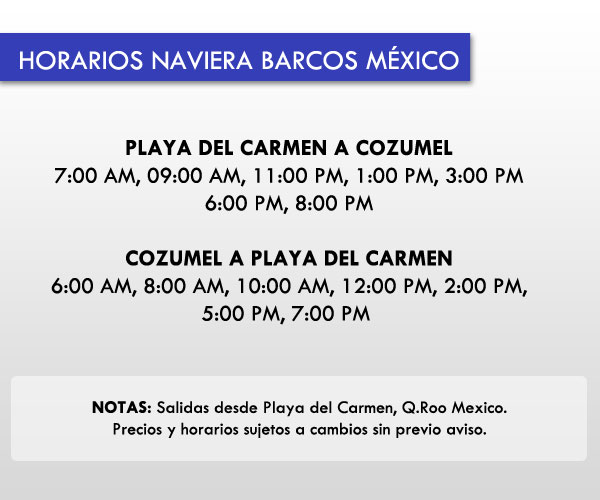 HORARIOS NAVIERA BARCOS MÉXICO
PLAYA DEL CARMEN A COZUMEL
7:00 AM, 09:00 AM, 11:00 PM, 1:00 PM, 3:00 PM
6:00 PM, 8:00 PM
COZUMEL A PLAYA DEL CARMEN
6:00 AM, 8:00 AM, 10:00 AM, 12:00 PM, 2:00 PM,
5:00 PM, 7:00 PM
NOTAS: Salidas desde Playa del Carmen, Q.Roo Mexico.
Precios y horarios sujetos a cambios sin previo aviso.